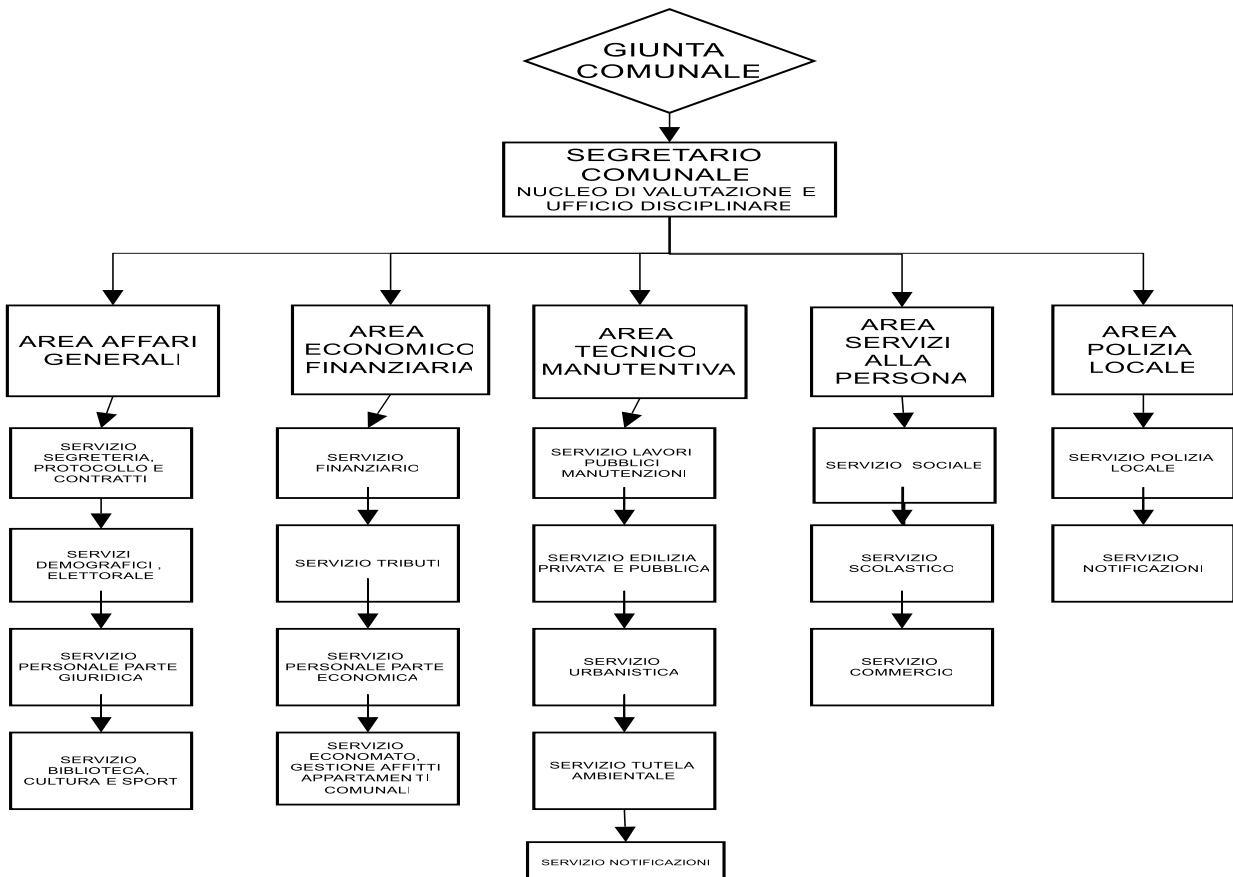 GIUNTA
COMUNALE
SEGRETARIO
COMUNALE
NUCLEO DI VALUTAZIONE E
UFFICIO DISCIPLINARE
AREA AFFARI
GENERALI
SERVIZIO
SEGRETERIA,
PROTOCOLLO E
CONTRATTI
SERVIZI
DEMOGRAFICI ,
ELETTORALE
SERVIZIO
PERSONALE PARTE
GIURIDICA
SERVIZIO
BIBLIOTECA,
CULTURA E SPORT
AREA
ECONOMICO
FINANZIARIA
SERVIZIO
FINANZIARIO
SERVIZIO TRIBUTI
SERVIZIO
PERSONALE PARTE
ECONOMICA
SERVIZIO
ECONOMATO,
GESTIONE AFFITTI
APPARTAMENTI
COMUNALI
AREA
TECNICO
MANUTENTIVA
SERVIZIO LAVORI
PUBBLICI
MANUTENZIONI
SERVIZIO EDILIZIA
PRIVATA E PUBBLICA
SERVIZIO
URBANISTICA
SERVIZIO TUTELA
AMBIENTALE
SERVIZIO NOTIFICAZIONI
AREA
SERVIZI
ALLA
PERSONA
SERVIZIO SOCIALE
SERVIZIO
SCOLASTICO
SERVIZIO
COMMERCIO
AREA
POLIZIA
LOCALE
SERVIZIO POLIZIA
LOCALE
SERVIZIO
NOTIFICAZIONI